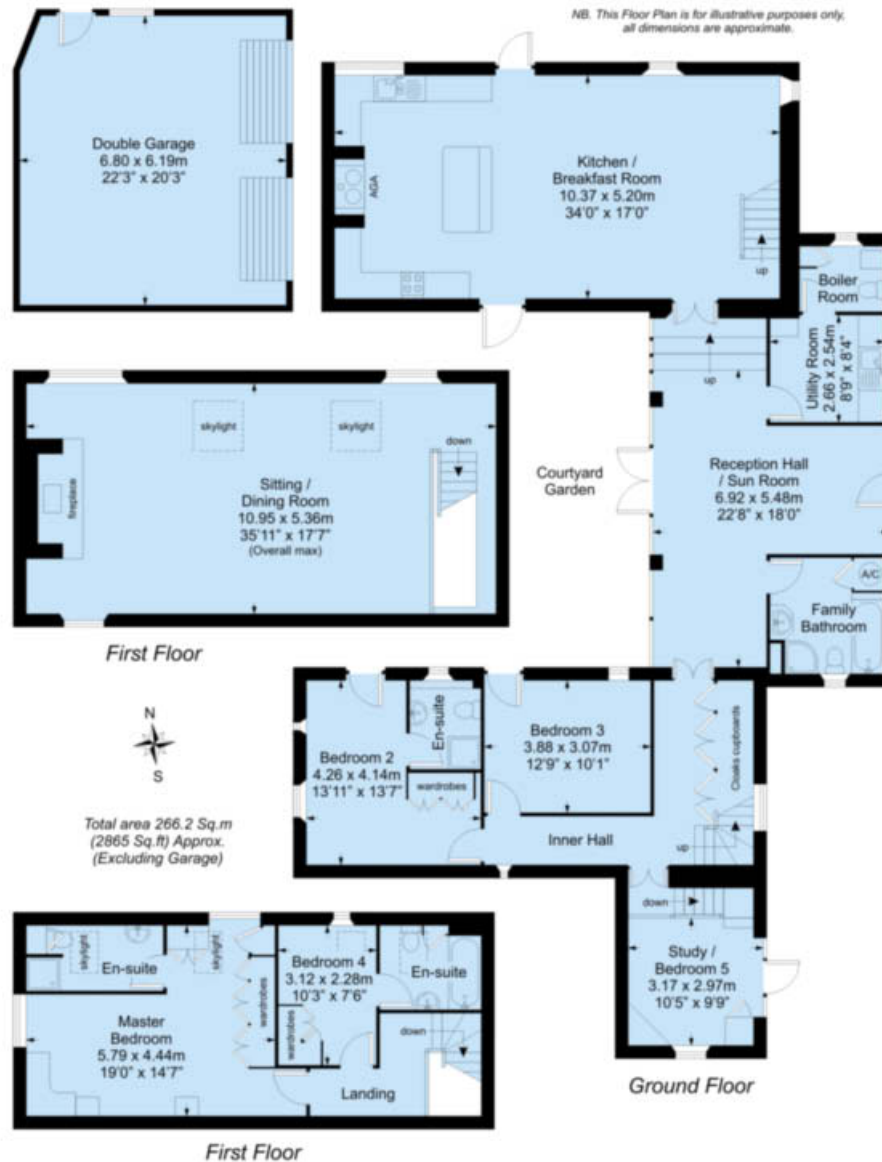 NB. This Floor Plan is for illustrative purposes only,
all dimensions are approximate.
Double Garage
6.80 x 6.19m
22'3" x 20'3"
Kitchen /
Breakfast Room
10.37 x 5.20m
34'0" x 17'0"
AGA
up
Boiler
Room
Utility Room
2.66 x 2.54m
8'9" x 8'4"
up
skylight
skylight
down
fireplace
Sitting /
Dining Room
10.95 x 5.36m
35'11" x 17'7"
(Overall max)
First Floor
Courtyard
Garden
Reception Hall
/ Sun Room
6.92 x 5.48m
22'8" x 18'0"
A/C
Family
Bathroom
N
S
Total area 266.2 Sq.m
(2865 Sq.ft) Approx.
(Excluding Garage)
Bedroom 2
4.26 x 4.14m
13'11" x 13'7"
En-suite
wardrobes
Bedroom 3
3.88 x 3.07m
12'9" x 10'1"
Cloaks cupboards
Inner Hall
up
down
Study /
Bedroom 5
3.17 x 2.97m
10'5" x 9'9"
Ground Floor
skylight
En-suite
skylight
wardrobes
Master
Bedroom
5.79 x 4.44m
19'0" x 14'7"
Bedroom 4
3.12 x 2.28m
10'3" x 7'6"
wardrobes
En-suite
down
Landing
First Floor